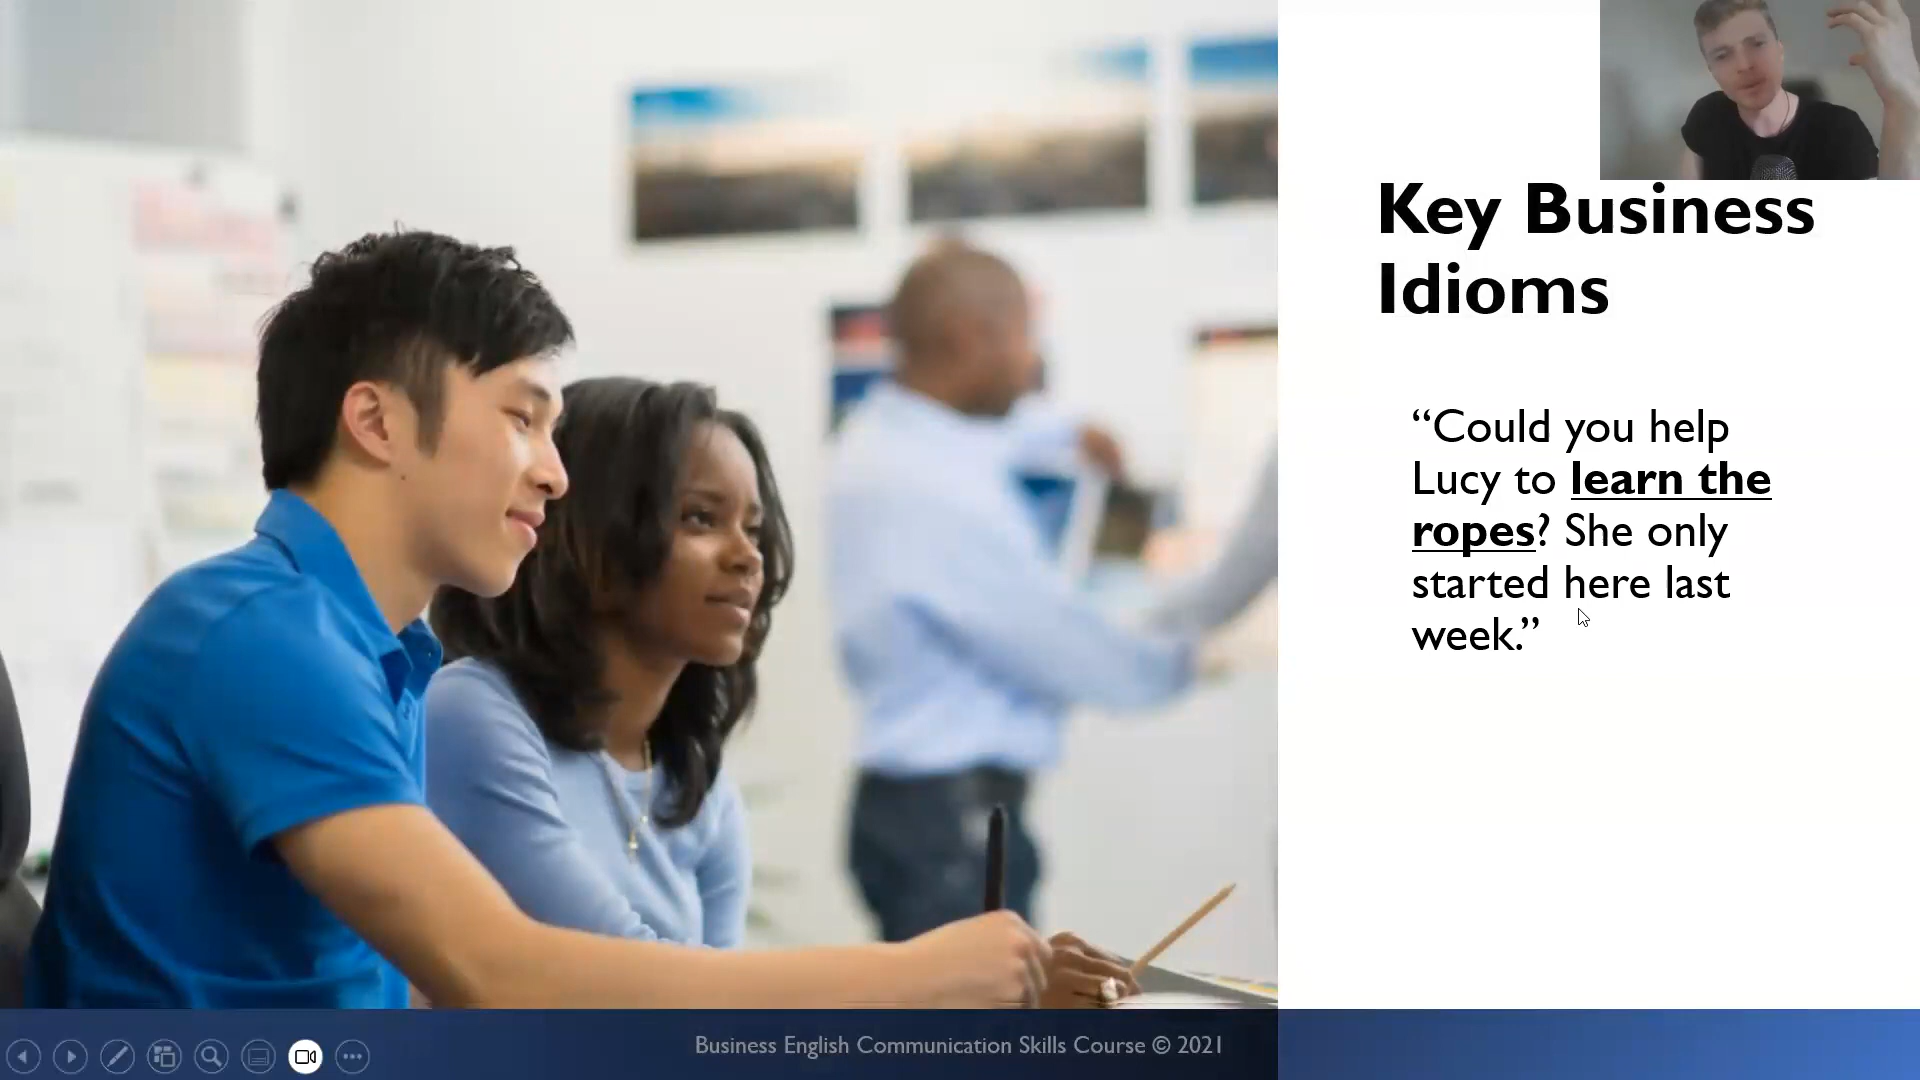 Key Business
Idioms
“Could you help
Lucy to learn the
ropes? She only
started here last
week.”
Business English Communication Skills Course © 2021